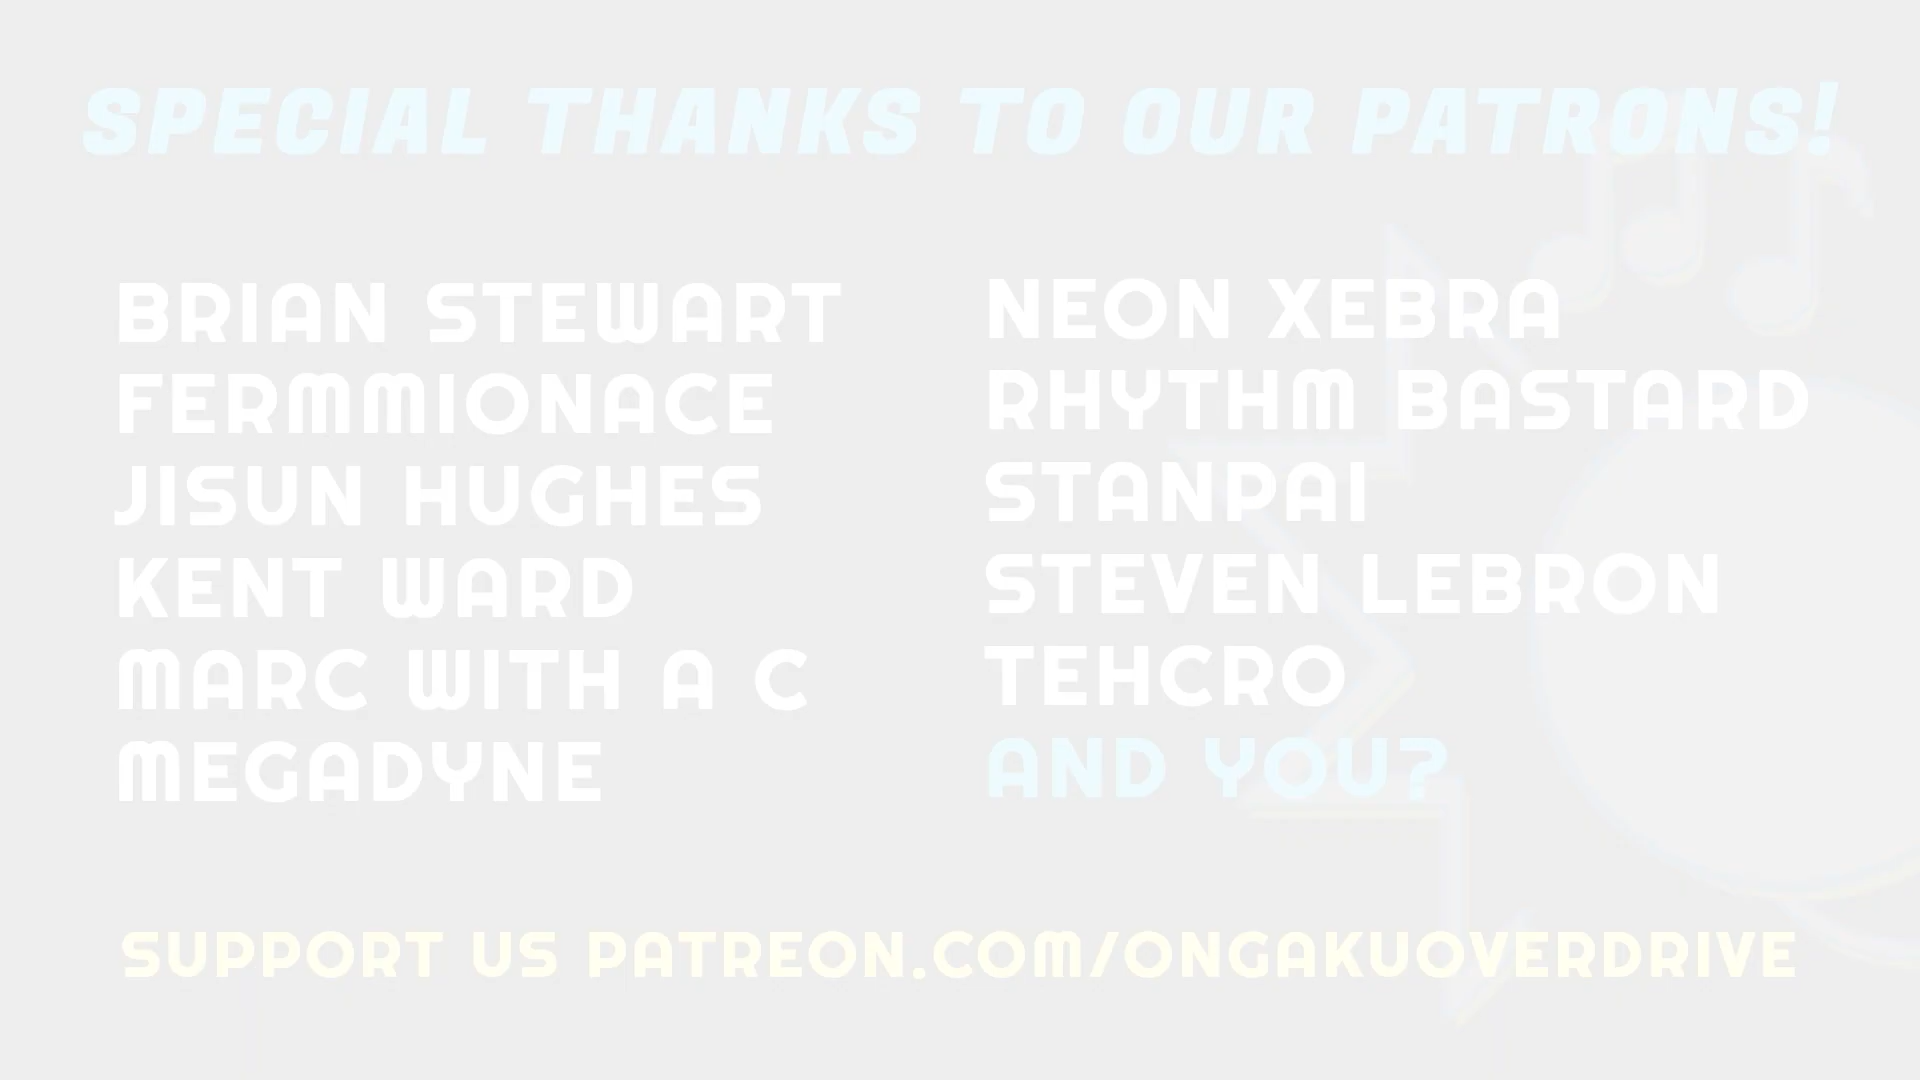 SPECIAL THANKS TO OUR PATRONS!
BRIAN STEWART
FERMMIONACE
JISUN HUGHES
KENT WARD
MARC WITH A C
MEGADYNE
NEON XEBRA
RHYTHM BASTARD
STANPAI
STEVEN LEBRON
TEHCRO
AND YOU?
SUPPORT US PATREON.COM/ONGAKUOVERDRIVE